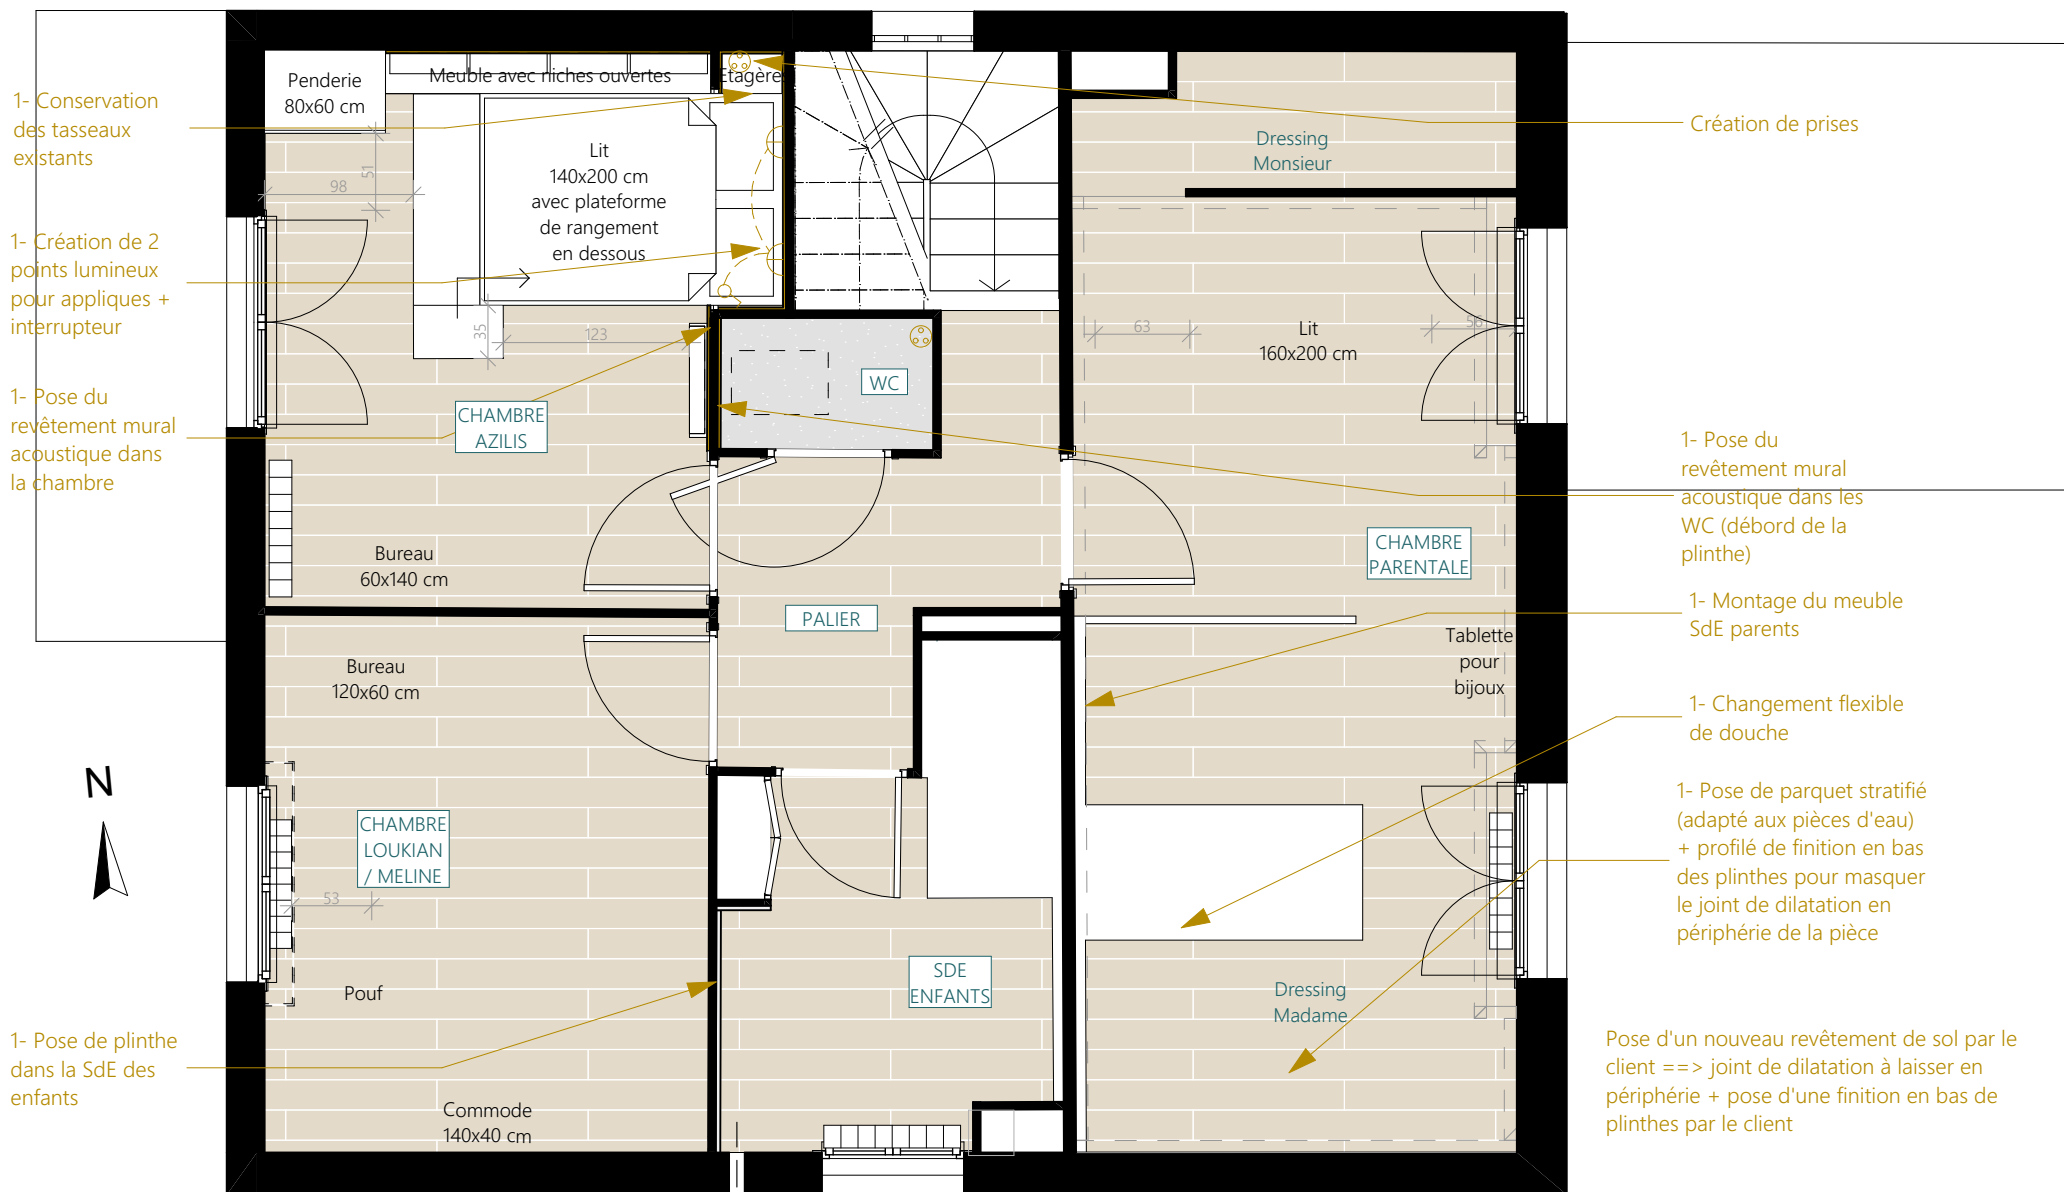 Penderie
80x60 cm
Meuble avec niches ouvertes
Etagère
1- Conservation
des tasseaux
existants
Création de prises
Dressing
Monsieur
Lit
140x200 cm
avec plateforme
de rangement
en dessous
98
51
1- Création de 2
points lumineux
pour appliques +
interrupteur
35
123
63
56
Lit
160x200 cm
WC
1- Pose du
revêtement mural
acoustique dans
la chambre
CHAMBRE
AZILIS
1- Pose du
revêtement mural
acoustique dans les
WC (débord de la
plinthe)
Bureau
60x140 cm
CHAMBRE
PARENTALE
PALIER
1- Montage du meuble
SdE parents
Bureau
120x60 cm
Tablette
pour
bijoux
1- Changement flexible
de douche
N
CHAMBRE
LOUKIAN
/ MELINE
53
1- Pose de parquet stratifié
(adapté aux pièces d'eau)
+ profilé de finition en bas
des plinthes pour masquer
le joint de dilatation en
périphérie de la pièce
Pouf
SDE
ENFANTS
Dressing
Madame
1- Pose de plinthe
dans la SdE des
enfants
Commode
140x40 cm
Pose d'un nouveau revêtement de sol par le
client ==> joint de dilatation à laisser en
périphérie + pose d'une finition en bas de
plinthes par le client